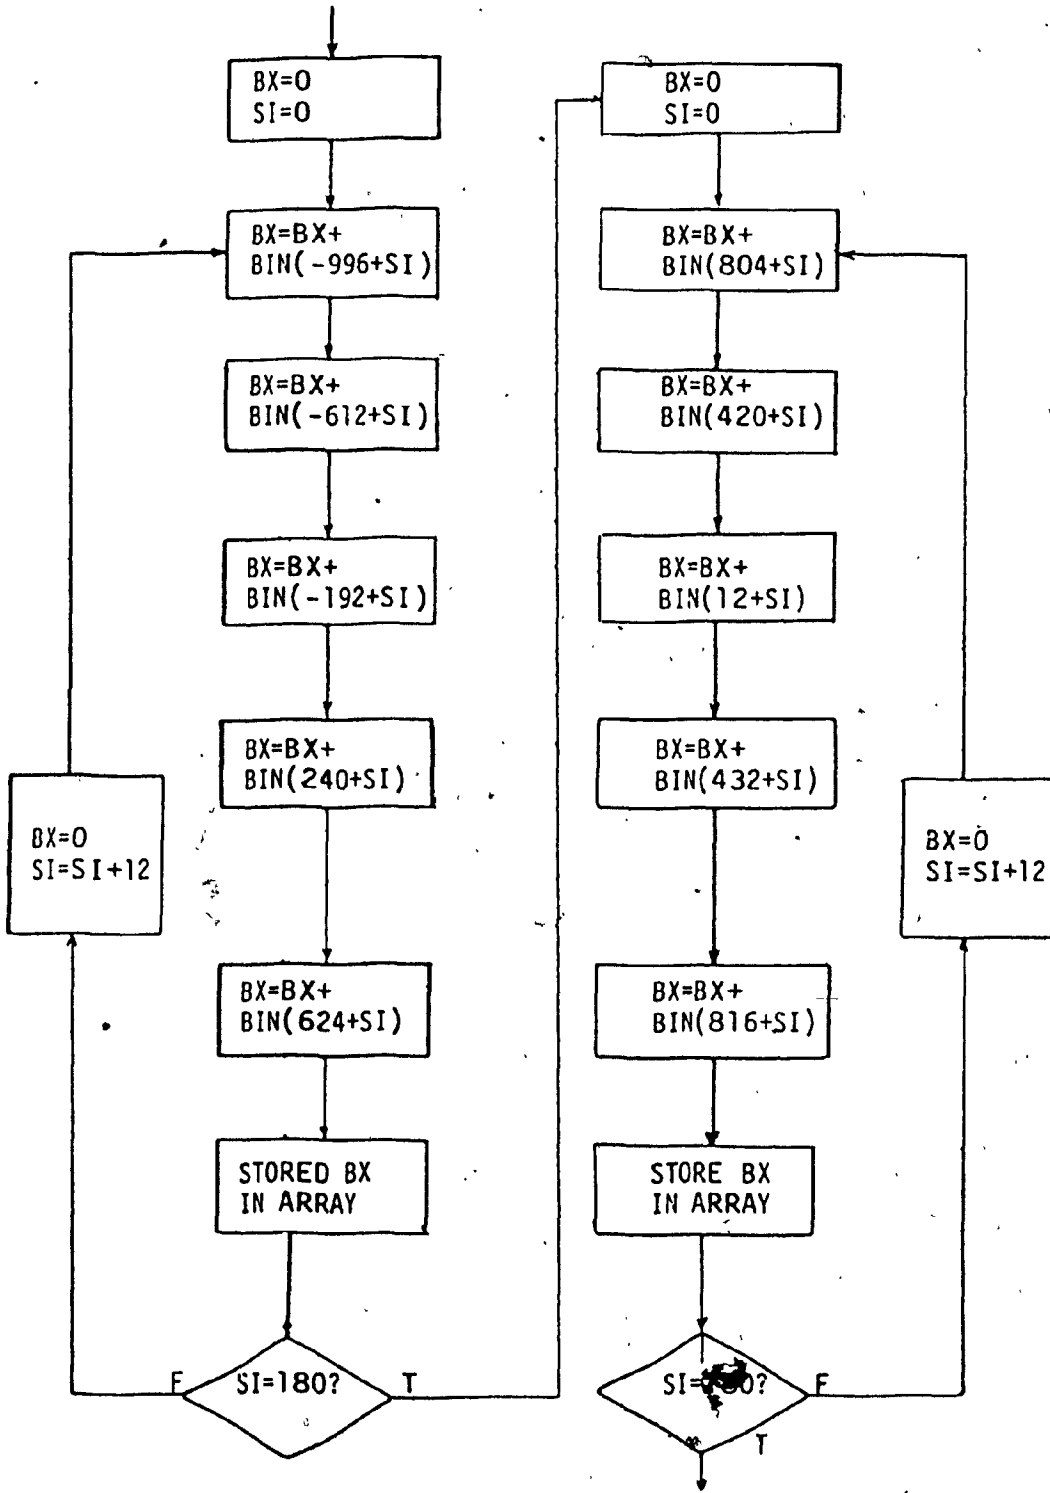 BX=0
SI=0
BX=BX+
BIN(-996+SI)
BX=BX+
BIN(-612+SI)
BX=BX+
BIN(-192+SI)
BX=BX+
BIN(240+SI)
BX=0
SI=SI+12
BX=BX+
BIN(624+SI)
STORED BX
IN ARRAY
F
SI=180?
T
BX=0
SI=0
BX=BX+
BIN(804+SI)
BX=BX+
BIN(420+SI)
BX=BX+
BIN(12+SI)
BX=BX+
BIN(432+SI)
BX=0
SI=SI+12
BX=BX+
BIN(816+SI)
STORE BX
IN ARRAY
F
T